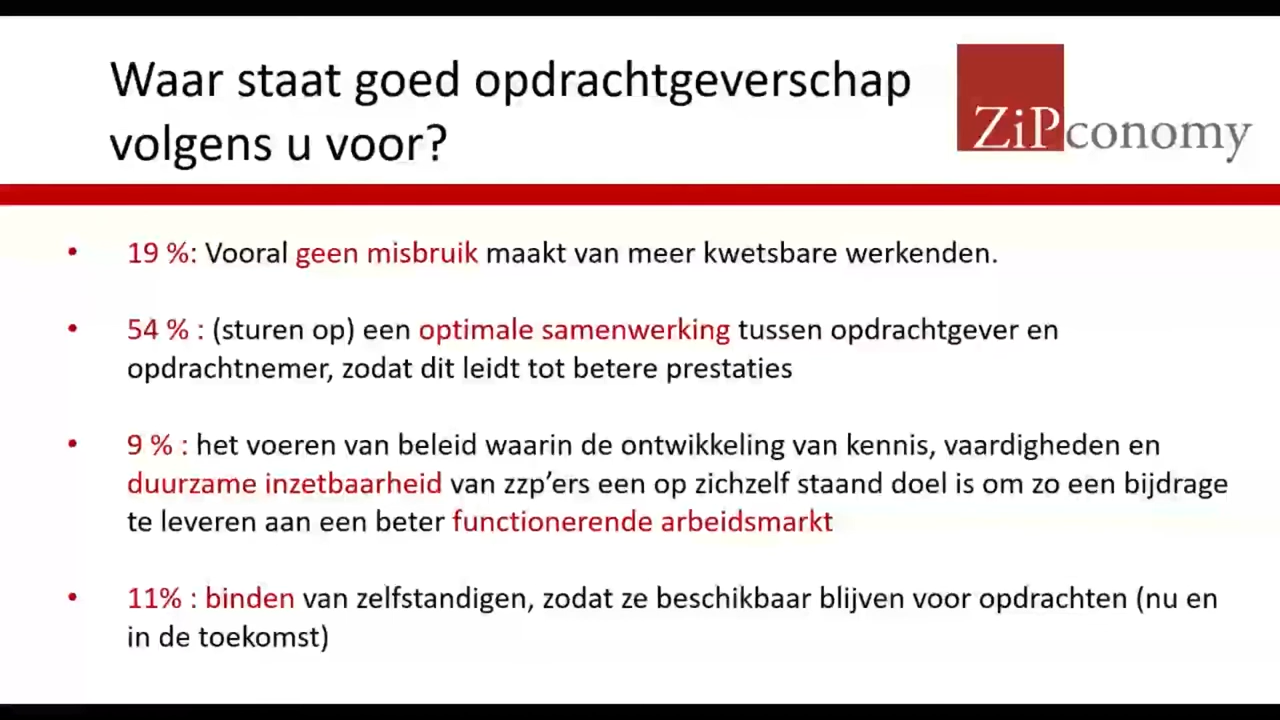 Waar staat goed opdrachtgeverschap
volgens u voor?
ZiPconomy
• 19 %: Vooral geen misbruik maakt van meer kwetsbare werkenden.
• 54 % : (sturen op) een optimale samenwerking tussen opdrachtgever en
opdrachtnemer, zodat dit leidt tot betere prestaties
• 9 % : het voeren van beleid waarin de ontwikkeling van kennis, vaardigheden en
duurzame inzetbaarheid van zzp’ers een op zichzelf staand doel is om zo een bijdrage
te leveren aan een beter functionerende arbeidsmarkt
• 11% : binden van zelfstandigen, zodat ze beschikbaar blijven voor opdrachten (nu en
in de toekomst)